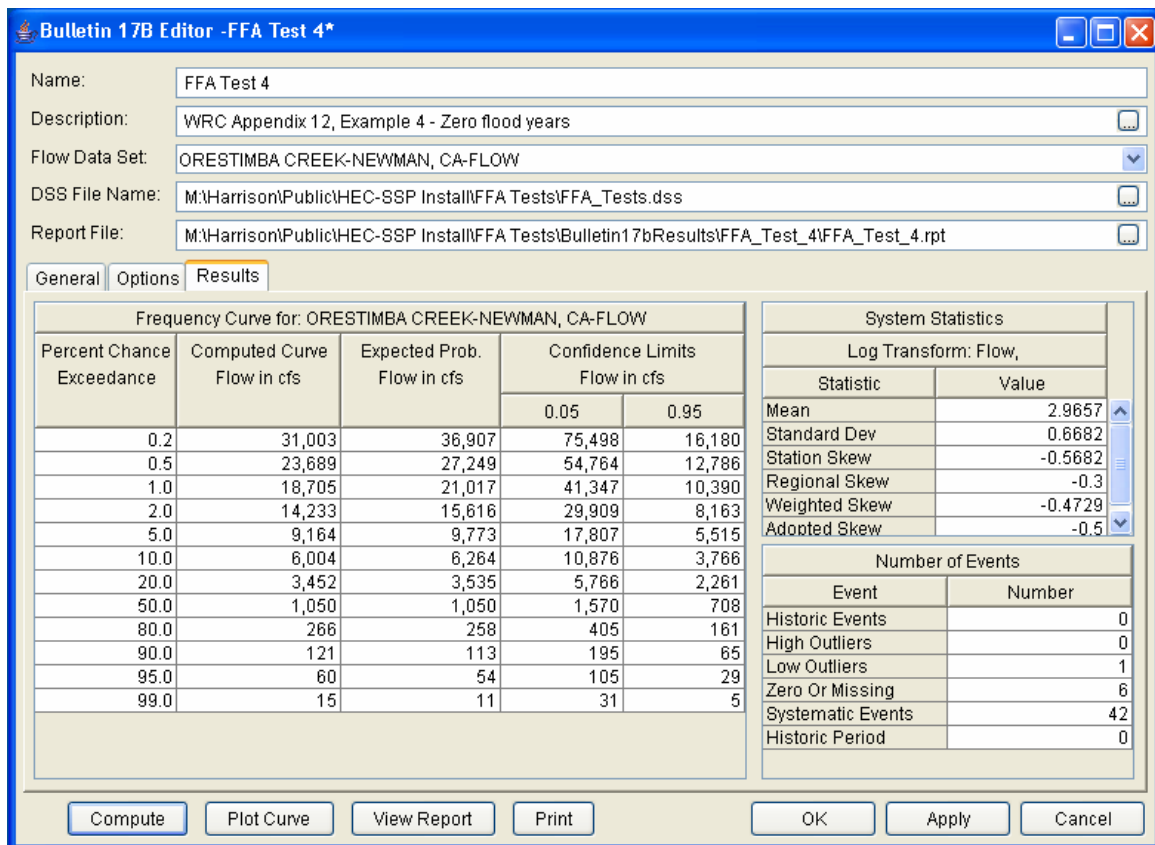 Bulletin 17B Editor -FFA Test 4*
Name: FFA Test 4
Description: WRC Appendix 12, Example 4 - Zero flood years ...
Flow Data Set: ORESTIMBA CREEK-NEWMAN, CA-FLOW
DSS File Name: M:\Harrison\Public\HEC-SSP Install\FFA Tests\FFA_Tests.dss ...
Report File: M:\Harrison\Public\HEC-SSP Install\FFA Tests\Bulletin17bResults\FFA_Test_4\FFA_Test_4.rpt ...
General Options Results
Frequency Curve for: ORESTIMBA CREEK-NEWMAN, CA-FLOW
Percent Chance Computed Curve Expected Prob. Confidence Limits
Exceedance Flow in cfs Flow in cfs Flow in cfs
0.05 0.95
0.2 31,003 36,907 75,498 16,180
0.5 23,689 27,249 54,764 12,786
1.0 18,705 21,017 41,347 10,390
2.0 14,233 15,616 29,909 8,163
5.0 9,164 9,773 17,807 5,515
10.0 6,004 6,264 10,876 3,766
20.0 3,452 3,535 5,766 2,261
50.0 1,050 1,050 1,570 708
80.0 266 258 405 161
90.0 121 113 195 65
95.0 60 54 105 29
99.0 15 11 31 5
System Statistics
Log Transform: Flow,
Statistic Value
Mean 2.9657
Standard Dev 0.6682
Station Skew -0.5682
Regional Skew -0.3
Weighted Skew -0.4729
Adopted Skew -0.5
Number of Events
Event Number
Historic Events 0
High Outliers 0
Low Outliers 1
Zero Or Missing 6
Systematic Events 42
Historic Period 0
Compute Plot Curve View Report Print OK Apply Cancel